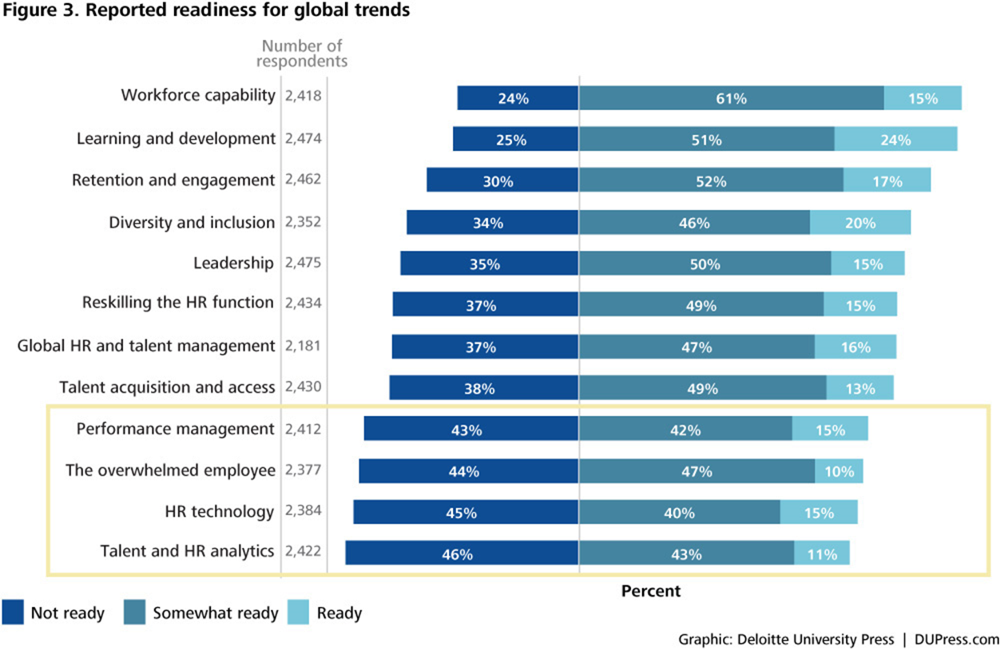 Figure 3. Reported readiness for global trends
Number of
respondents
Workforce capability 2,418 24% 61% 15%
Learning and development 2,474 25% 51% 24%
Retention and engagement 2,462 30% 52% 17%
Diversity and inclusion 2,352 34% 46% 20%
Leadership 2,475 35% 50% 15%
Reskilling the HR function 2,434 37% 49% 15%
Global HR and talent management 2,181 37% 47% 16%
Talent acquisition and access 2,430 38% 49% 13%
Performance management 2,412 43% 42% 15%
The overwhelmed employee 2,377 44% 47% 10%
HR technology 2,384 45% 40% 15%
Talent and HR analytics 2,422 46% 43% 11%
Percent
Not ready Somewhat ready Ready
Graphic: Deloitte University Press | DUPress.com